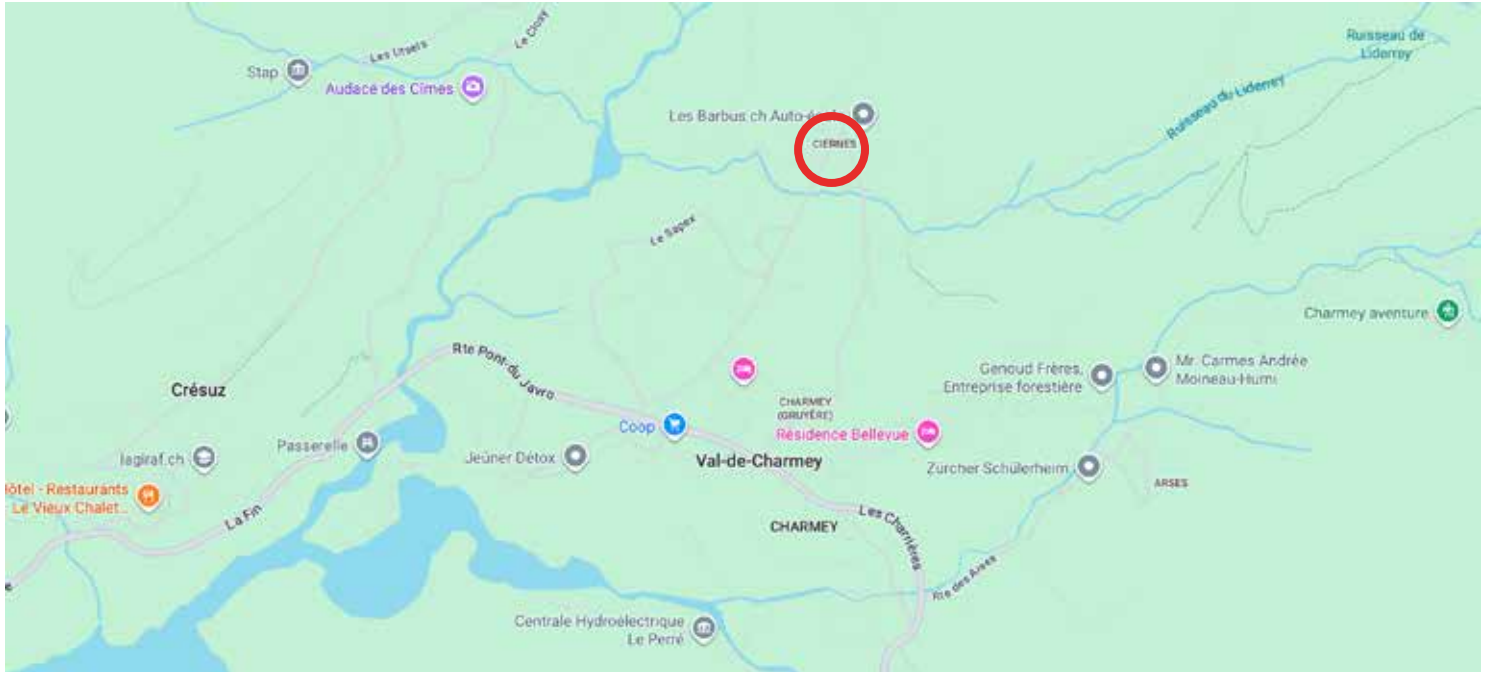 Le Closy
Ruisseau de
Liderrey
Les Utsels
Stap
Audace des Cimes
Ruisseau du Liderrey
Les Barbus ch Auto-école
CIERNES
Le Sapex
Charmey aventure
Rte Pont-du Javro
Genoud Frères,
Entreprise forestière
Mr. Carmes Andrée
Moineau-Humi
Crésuz
CHARMEY
(GRUYÈRE)
Coop
Résidence Bellevue
Passerelle
lagiraf.ch
Jeûner Détox
Val-de-Charmey
Zurcher Schülerheim
ARSES
ôtel - Restaurants
Le Vieux Chalet...
La Fin
Les Charrières
CHARMEY
Rte des Arses
e
Centrale Hydroélectrique
Le Perré